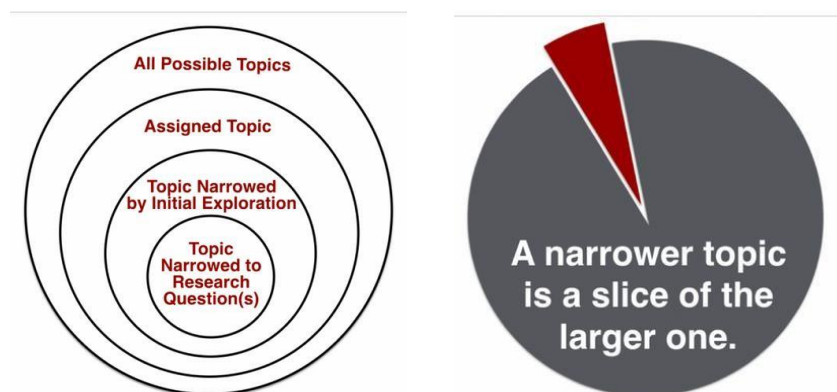 All Possible Topics
Assigned Topic
Topic Narrowed
by Initial Exploration
Topic
Narrowed to
Research
Question(s)
A narrower topic
is a slice of the
larger one.